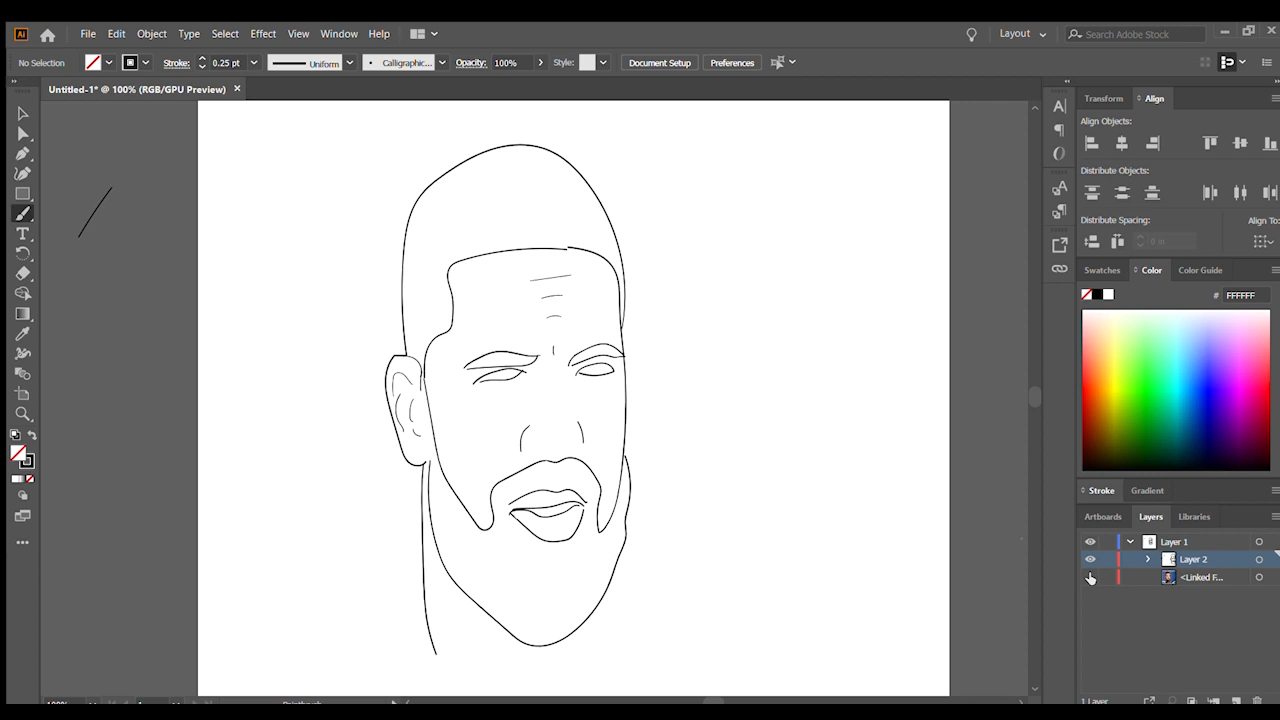 Ai File Edit Object Type Select Effect View Window Help Layout Search Adobe Stock
No Selection Stroke: 0.25 pt Uniform Calligraphic... Opacity: 100% Style: Document Setup Preferences
Untitled-1* @ 100% (RGB/GPU Preview) ×
Transform Align
Align Objects:
Distribute Objects:
Distribute Spacing: Align To:
0 in
Swatches Color Color Guide
# FFFFFF
Stroke Gradient
Artboards Layers Libraries
Layer 1
Layer 2
<Linked F...
1 Layer
100%